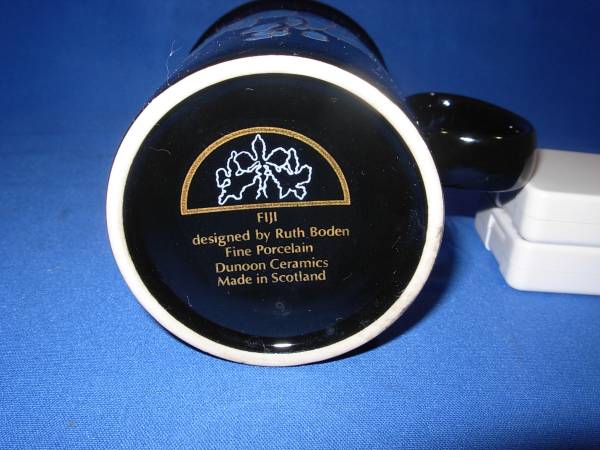 FIJI
designed by Ruth Boden
Fine Porcelain
Dunoon Ceramics
Made in Scotland